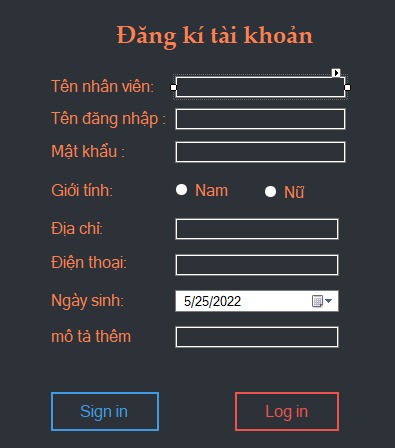 Đăng kí tài khoản
Tên nhân viên:
Tên đăng nhập :
Mật khẩu :
Giới tính: Nam Nữ
Địa chỉ:
Điện thoại:
Ngày sinh: 5/25/2022
mô tả thêm
Sign in Log in